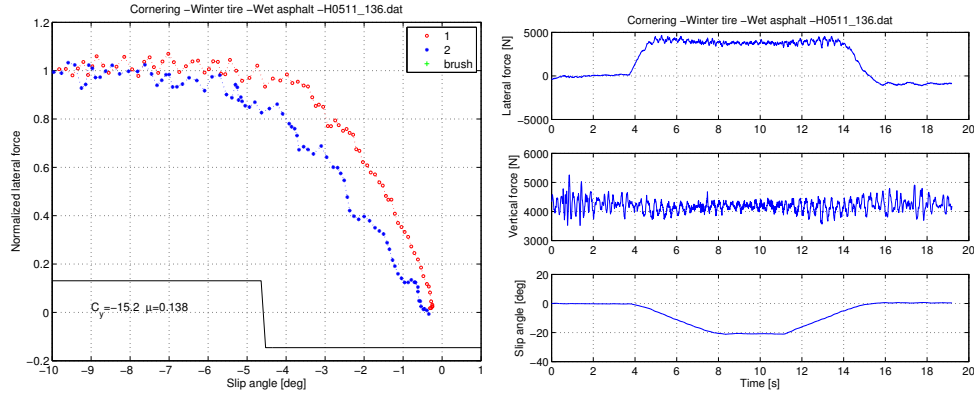 Cornering −Winter tire −Wet asphalt −H0511_136.dat
1.2
1
0.8
0.6
0.4
0.2
0
−0.2
Normalized lateral force
1
2
brush
C_y=−15.2 μ=0.138
−10 −9 −8 −7 −6 −5 −4 −3 −2 −1 0 1
Slip angle [deg]
Cornering −Winter tire −Wet asphalt −H0511_136.dat
5000
0
−5000
Lateral force [N]
0 2 4 6 8 10 12 14 16 18 20
6000
5000
4000
3000
Vertical force [N]
0 2 4 6 8 10 12 14 16 18 20
20
0
−20
−40
Slip angle [deg]
0 2 4 6 8 10 12 14 16 18 20
Time [s]